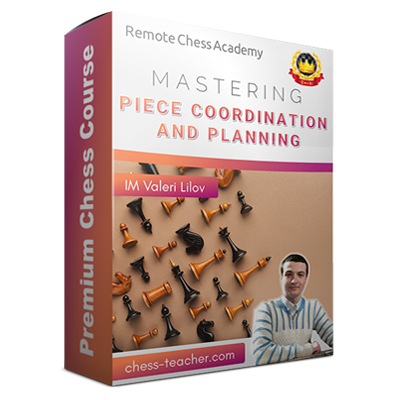 Remote Chess Academy
MASTERING
PIECE COORDINATION
AND PLANNING
IM Valeri Lilov
chess-teacher.com
Premium Chess Course